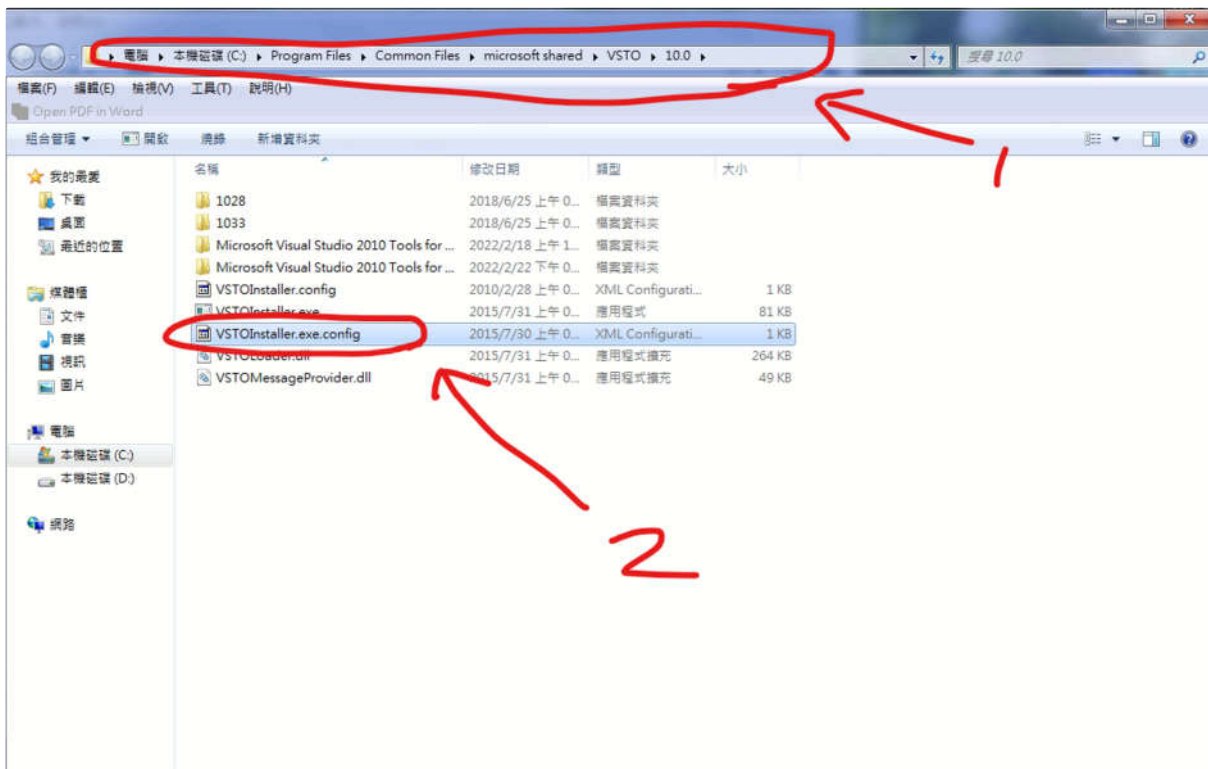 電腦 ▸ 本機磁碟 (C:) ▸ Program Files ▸ Common Files ▸ microsoft shared ▸ VSTO ▸ 10.0 ▸
搜尋 10.0
檔案(F) 編輯(E) 檢視(V) 工具(T) 說明(H)
Open PDF in Word
組合管理 開啟 燒錄 新增資料夾
名稱 修改日期 類型 大小
我的最愛
下載
桌面
最近的位置
媒體櫃
文件
音樂
視訊
圖片
電腦
本機磁碟 (C:)
本機磁碟 (D:)
網路
1028 2018/6/25 上午 0... 檔案資料夾
1033 2018/6/25 上午 0... 檔案資料夾
Microsoft Visual Studio 2010 Tools for ... 2022/2/18 上午 1... 檔案資料夾
Microsoft Visual Studio 2010 Tools for ... 2022/2/22 下午 0... 檔案資料夾
VSTOInstaller.config 2010/2/28 上午 0... XML Configurati... 1 KB
VSTOInstaller.exe 2015/7/31 上午 0... 應用程式 81 KB
VSTOInstaller.exe.config 2015/7/30 上午 0... XML Configurati... 1 KB
VSTOLoader.dll 2015/7/31 上午 0... 應用程式擴充 264 KB
VSTOMessageProvider.dll 2015/7/31 上午 0... 應用程式擴充 49 KB
1
2